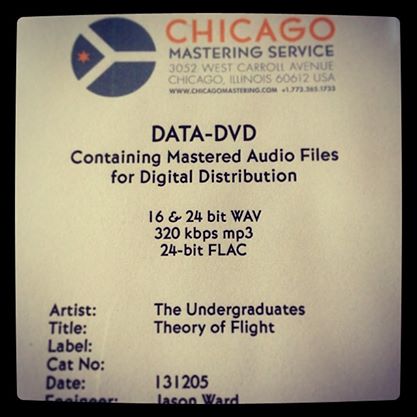 CHICAGO
MASTERING SERVICE
3052 WEST CARROLL AVENUE
CHICAGO, ILLINOIS 60612 USA
WWW.CHICAGOMASTERING.COM +1.773.265.1733
DATA-DVD
Containing Mastered Audio Files
for Digital Distribution
16 & 24 bit WAV
320 kbps mp3
24-bit FLAC
Artist: The Undergraduates
Title: Theory of Flight
Label:
Cat No:
Date: 131205
Engineer: Jason Ward